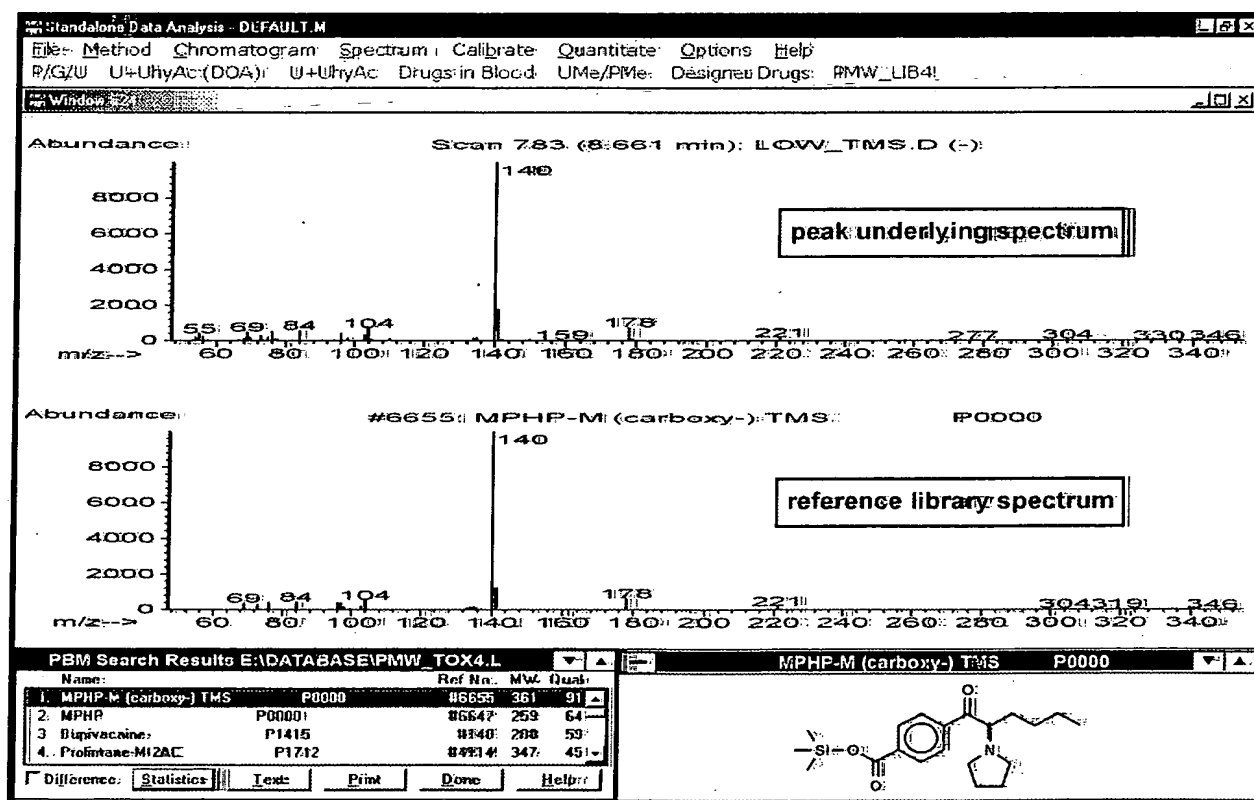 Standalone Data Analysis - DEFAULT.M
File Method Chromatogram Spectrum Calibrate Quantitate Options Help
P/G/U U+UhyAc (DOA) U+UhyAc Drugs in Blood UMe/PMe Designer Drugs PMW_LIB4!
Window #21
Abundance
Scan 783 (8.661 min): LOW_TMS.D (-)
140
8000
6000
peak underlying spectrum
4000
2000
55 69 84 104 159 178 221 277 304 330 346
0
m/z--> 60 80 100 120 140 160 180 200 220 240 260 280 300 320 340
Abundance
#6655: MPHP-M (carboxy-) TMS P0000
140
8000
6000
reference library spectrum
4000
2000
69 84 104 178 221 304 319 346
0
m/z--> 60 80 100 120 140 160 180 200 220 240 260 280 300 320 340
PBM Search Results E:\DATABASE\PMW_TOX4.L
Name: Ref No. MW Qual
1. MPHP-M (carboxy-) TMS P0000 #6655 361 91
2. MPHP P0000 #6647 259 64
3 Bupivacaine P1415 288 59
4. Prolintane-M2AC P1712 347 45
Difference Statistics Text Print Done Help
MPHP-M (carboxy-) TMS P0000
O
Si O
N
O